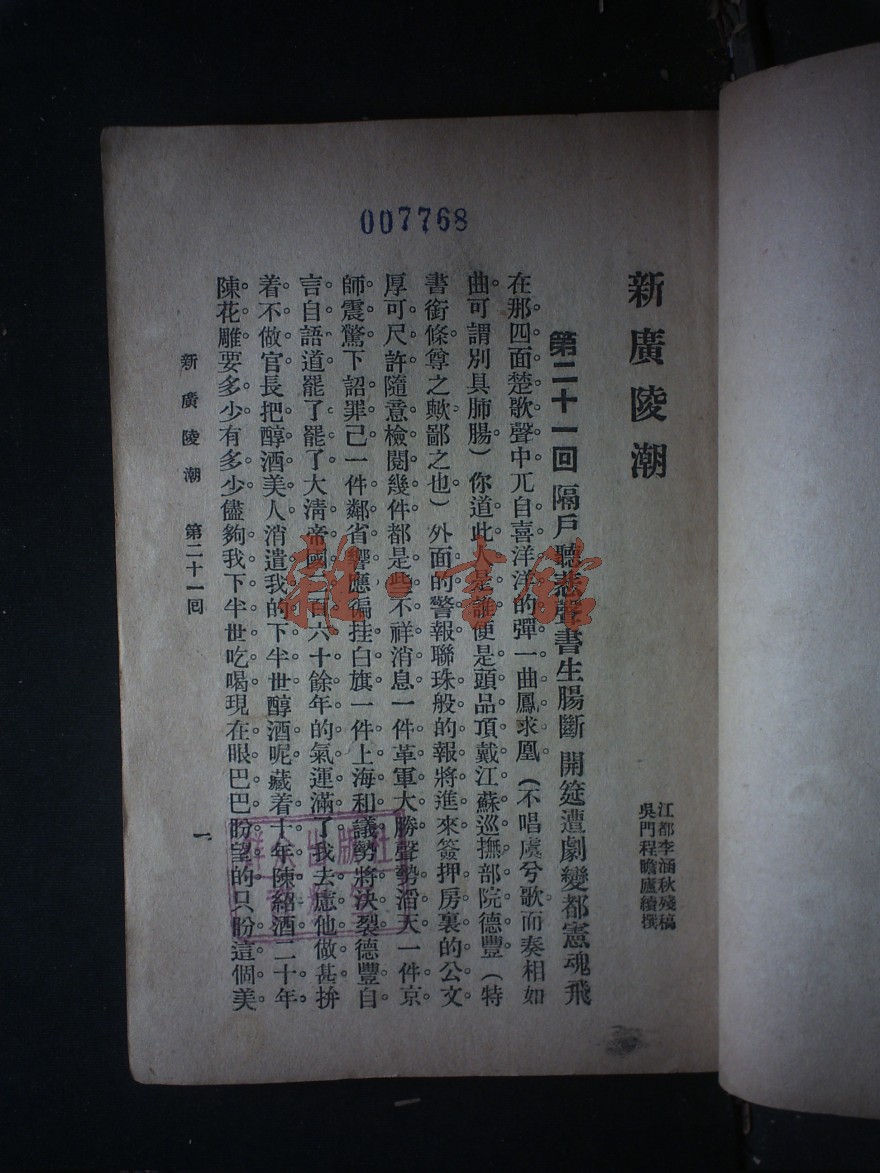 007768
新廣陵潮
江都李涵秋殘稿
吳門程瞻廬續撰
第二十一回 隔戶聽悲聲書生腸斷 開筵遭劇變都憲魂飛
在那四面楚歌聲中兀自喜洋洋的彈一曲鳳求凰。(不唱虞兮歌而奏相如
曲。可謂別具肺腸)你道此人是誰。便是頭品頂戴江蘇巡撫部院德豐(特
書銜條尊之歟鄙之也)外面的警報聯珠般的報將進來。簽押房裏的公文
厚可尺許。隨意檢閱幾件。都是些不祥消息。一件革軍大勝聲勢滔天。一件京
師震驚下詔罪己。一件鄰省響應徧挂白旗。一件上海和議勢將決裂。德豐自
言自語道。罷了罷了。大清帝國二百六十餘年的氣運滿了。我去應他做甚。拚
着不做官長。把醇酒美人消遣我的下半世。醇酒呢。藏着十年陳紹酒。二十年
陳花雕。要多少有多少。儘夠我下半世吃喝。現在眼巴巴盼望的。只盼這個美
新廣陵潮 第二十一回
一
雜·書館